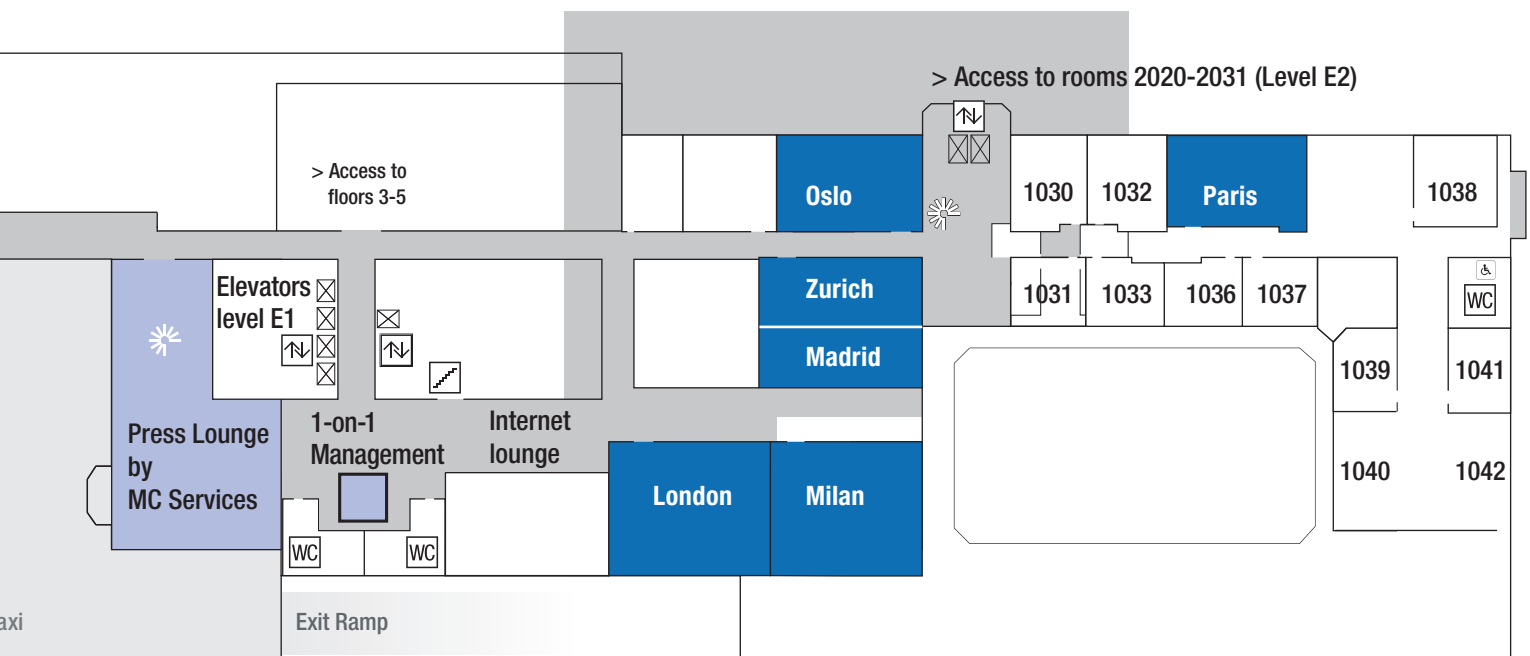 > Access to rooms 2020-2031 (Level E2)
> Access to
floors 3-5
Oslo
1030
1032
Paris
1038
Elevators
level E1
Zurich
1031
1033
1036
1037
WC
Madrid
1039
1041
Press Lounge
by
MC Services
1-on-1
Management
Internet
lounge
London
Milan
1040
1042
WC
WC
axi
Exit Ramp